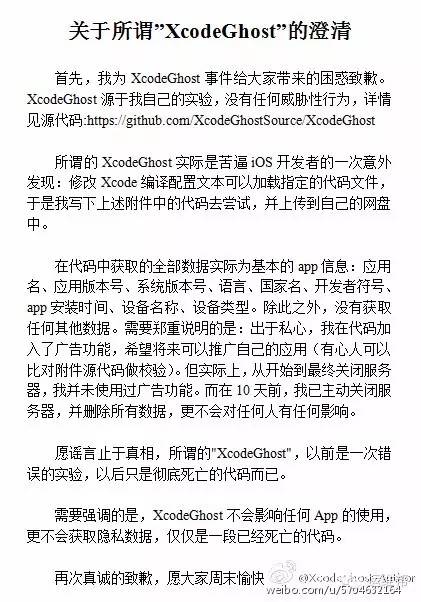 关于所谓”XcodeGhost”的澄清
首先，我为 XcodeGhost 事件给大家带来的困惑致歉。
XcodeGhost 源于我自己的实验，没有任何威胁性行为，详情
见源代码:https://github.com/XcodeGhostSource/XcodeGhost
所谓的 XcodeGhost 实际是苦逼 iOS 开发者的一次意外
发现：修改 Xcode 编译配置文本可以加载指定的代码文件，
于是我写下上述附件中的代码去尝试，并上传到自己的网盘
中。
在代码中获取的全部数据实际为基本的 app 信息：应用
名、应用版本号、系统版本号、语言、国家名、开发者符号、
app 安装时间、设备名称、设备类型。除此之外，没有获取
任何其他数据。需要郑重说明的是：出于私心，我在代码加
入了广告功能，希望将来可以推广自己的应用（有心人可以
比对附件源代码做校验）。但实际上，从开始到最终关闭服务
器，我并未使用过广告功能。而在 10 天前，我已主动关闭服
务器，并删除所有数据，更不会对任何人有任何影响。
愿谣言止于真相，所谓的"XcodeGhost"，以前是一次错
误的实验，以后只是彻底死亡的代码而已。
需要强调的是，XcodeGhost 不会影响任何 App 的使用，
更不会获取隐私数据，仅仅是一段已经死亡的代码。
再次真诚的致歉，愿大家周末愉快
@XcodeGhost-Author
weibo.com/u/5704632164